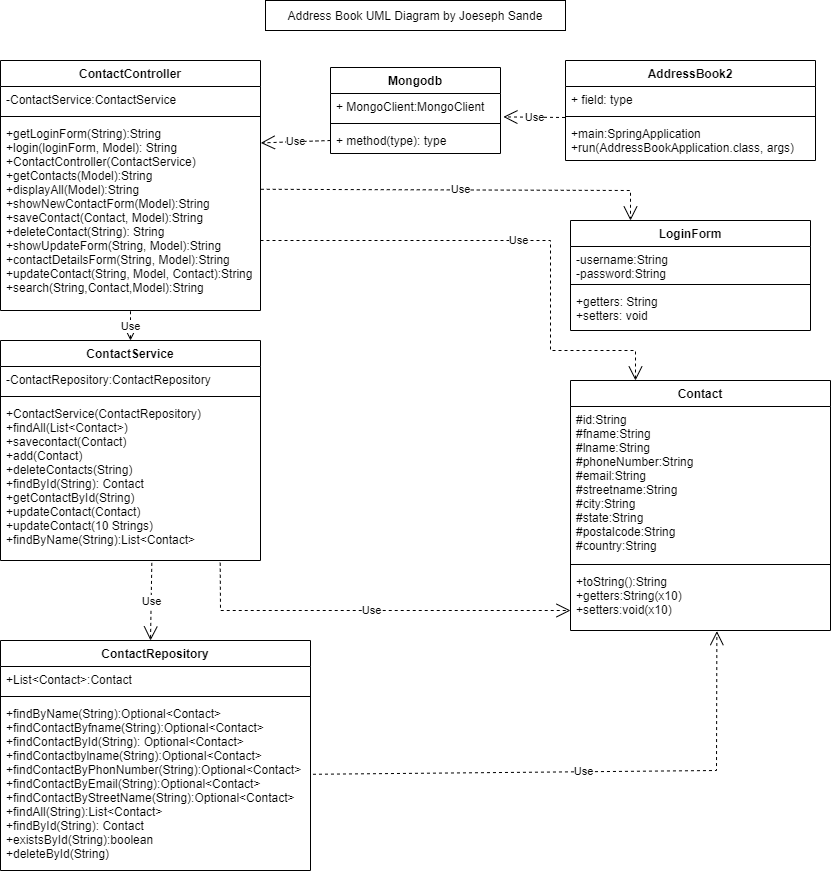 Address Book UML Diagram by Joeseph Sande
ContactController
-ContactService:ContactService
+getLoginForm(String):String
+login(loginForm, Model): String
+ContactController(ContactService)
+getContacts(Model):String
+displayAll(Model):String
+showNewContactForm(Model):String
+saveContact(Contact, Model):String
+deleteContact(String): String
+showUpdateForm(String, Model):String
+contactDetailsForm(String, Model):String
+updateContact(String, Model, Contact):String
+search(String,Contact,Model):String
Mongodb
+ MongoClient:MongoClient
+ method(type): type
AddressBook2
+ field: type
+main:SpringApplication
+run(AddressBookApplication.class, args)
Use
Use
Use
Use
LoginForm
-username:String
-password:String
+getters: String
+setters: void
Use
ContactService
-ContactRepository:ContactRepository
+ContactService(ContactRepository)
+findAll(List<Contact>)
+savecontact(Contact)
+add(Contact)
+deleteContacts(String)
+findById(String): Contact
+getContactById(String)
+updateContact(Contact)
+updateContact(10 Strings)
+findByName(String):List<Contact>
Contact
#id:String
#fname:String
#lname:String
#phoneNumber:String
#email:String
#streetname:String
#city:String
#state:String
#postalcode:String
#country:String
+toString():String
+getters:String(x10)
+setters:void(x10)
Use
Use
ContactRepository
+List<Contact>:Contact
+findByName(String):Optional<Contact>
+findContactByfname(String):Optional<Contact>
+findContactById(String): Optional<Contact>
+findContactbylname(String):Optional<Contact>
+findContactByPhonNumber(String):Optional<Contact>
+findContactByEmail(String):Optional<Contact>
+findContactByStreetName(String):Optional<Contact>
+findAll(String):List<Contact>
+findById(String): Contact
+existsById(String):boolean
+deleteById(String)
Use